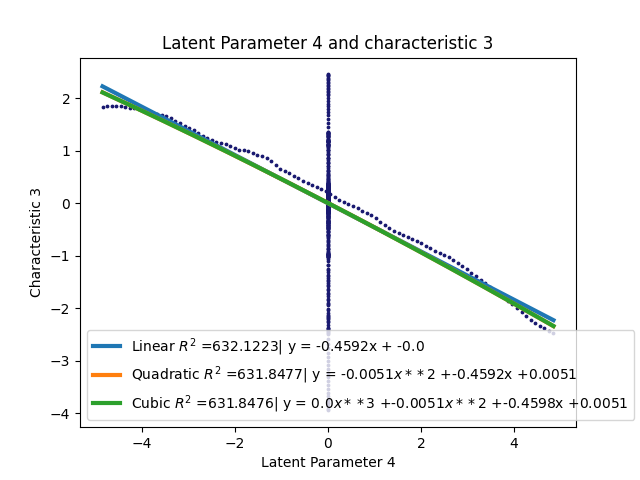 Latent Parameter 4 and characteristic 3
Characteristic 3
2
1
0
−1
−2
−3
−4
Linear R² =632.1223| y = -0.4592x + -0.0
Quadratic R² =631.8477| y = -0.0051x * *2 +-0.4592x +0.0051
Cubic R² =631.8476| y = 0.0x * *3 +-0.0051x * *2 +-0.4598x +0.0051
−4 −2 0 2 4
Latent Parameter 4